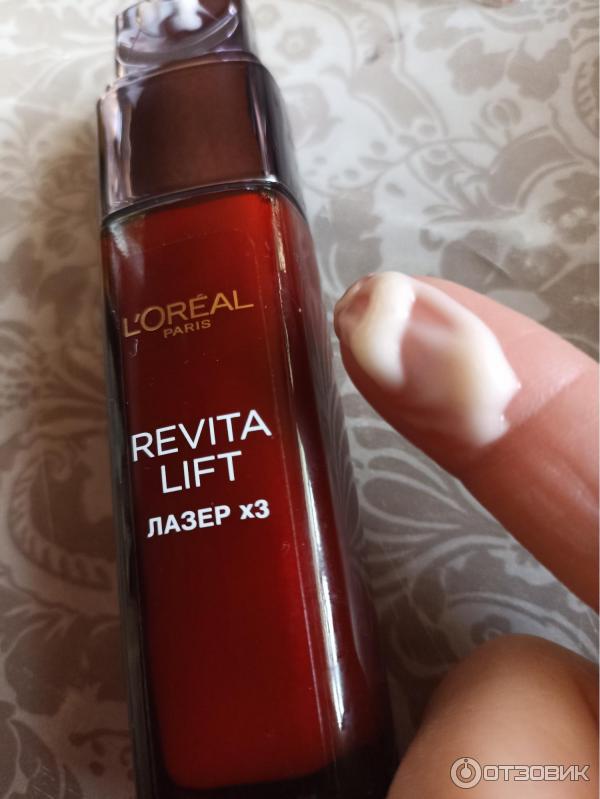 L'ORÉAL
PARIS
REVITA
LIFT
ЛАЗЕР x3
ОТЗОВИК